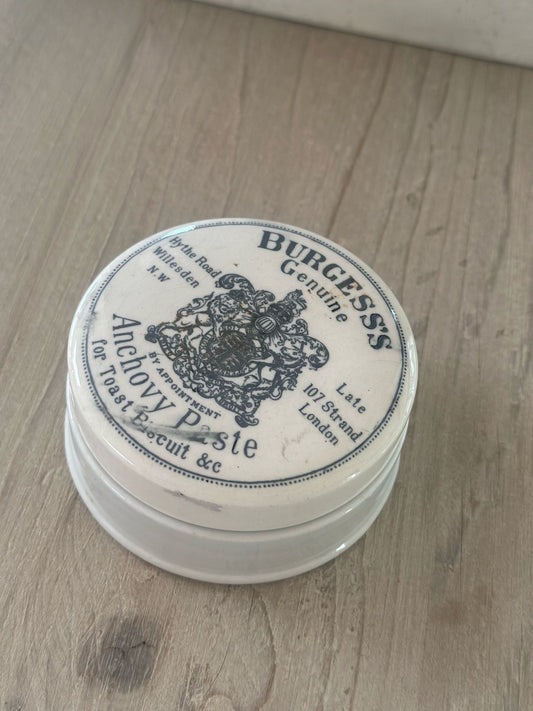 BURGESS'S
Genuine
Hythe Road
Willesden
N.W
Late
107 Strand
London
BY APPOINTMENT
Anchovy Paste
for Toast Biscuit &c